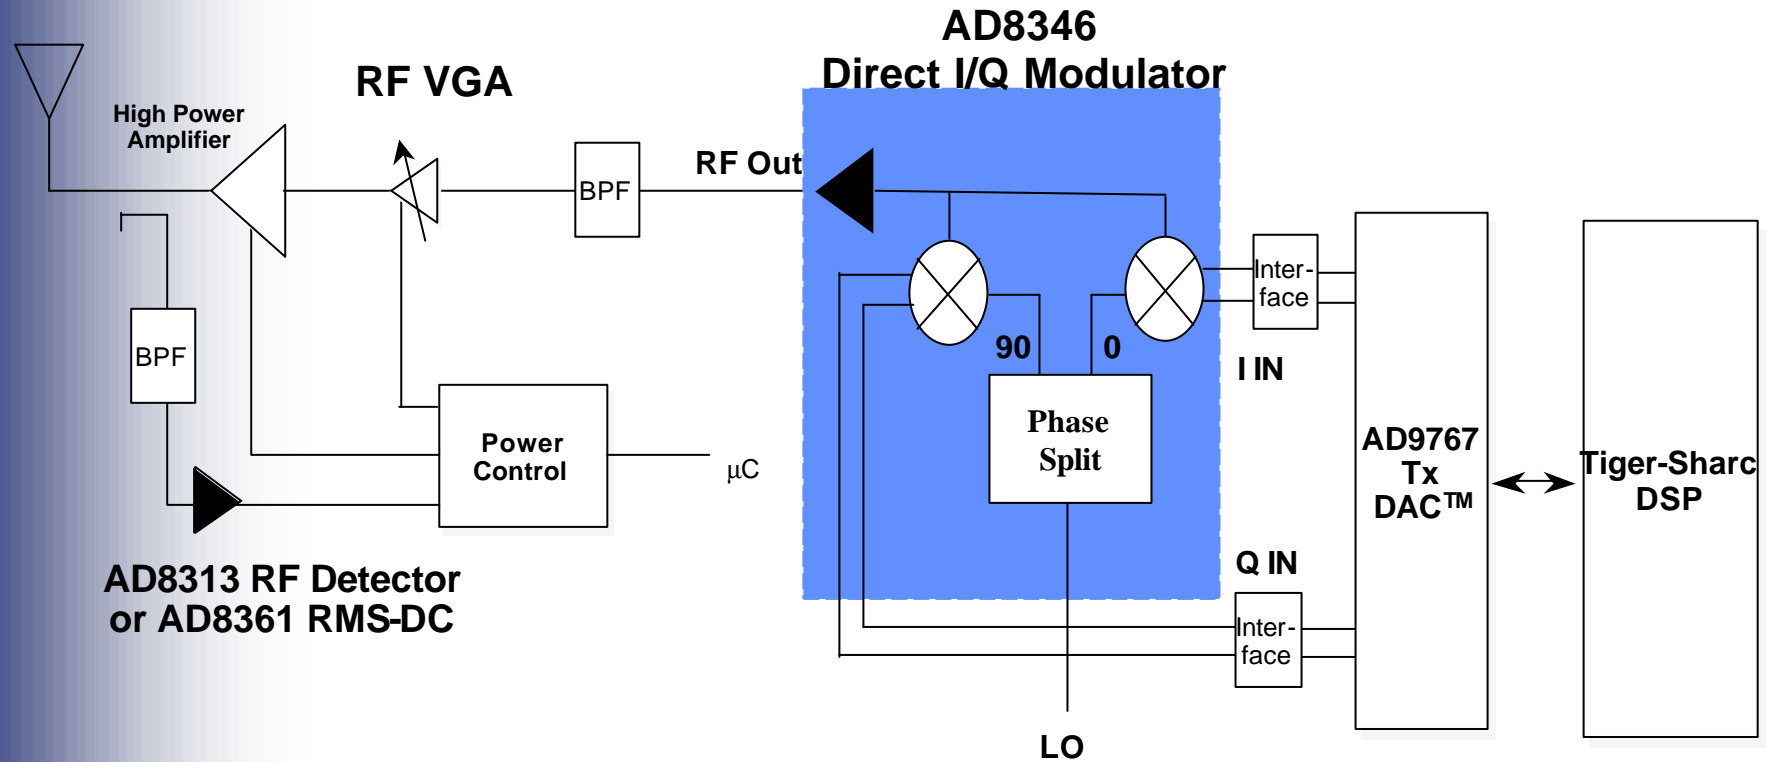 AD8346
Direct I/Q Modulator
RF VGA
High Power
Amplifier
BPF
RF Out
Inter-
face
I IN
90
0
Phase
Split
BPF
Power
Control
µC
AD9767
Tx
DAC™
Tiger-Sharc
DSP
AD8313 RF Detector
or AD8361 RMS-DC
Q IN
Inter-
face
LO